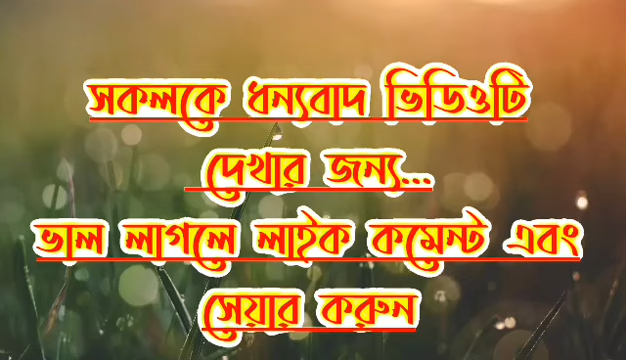 সকলকে ধন্যবাদ ভিডিওটি
দেখার জন্য...
ভাল লাগলে লাইক কমেন্ট এবং
সেয়ার করুন